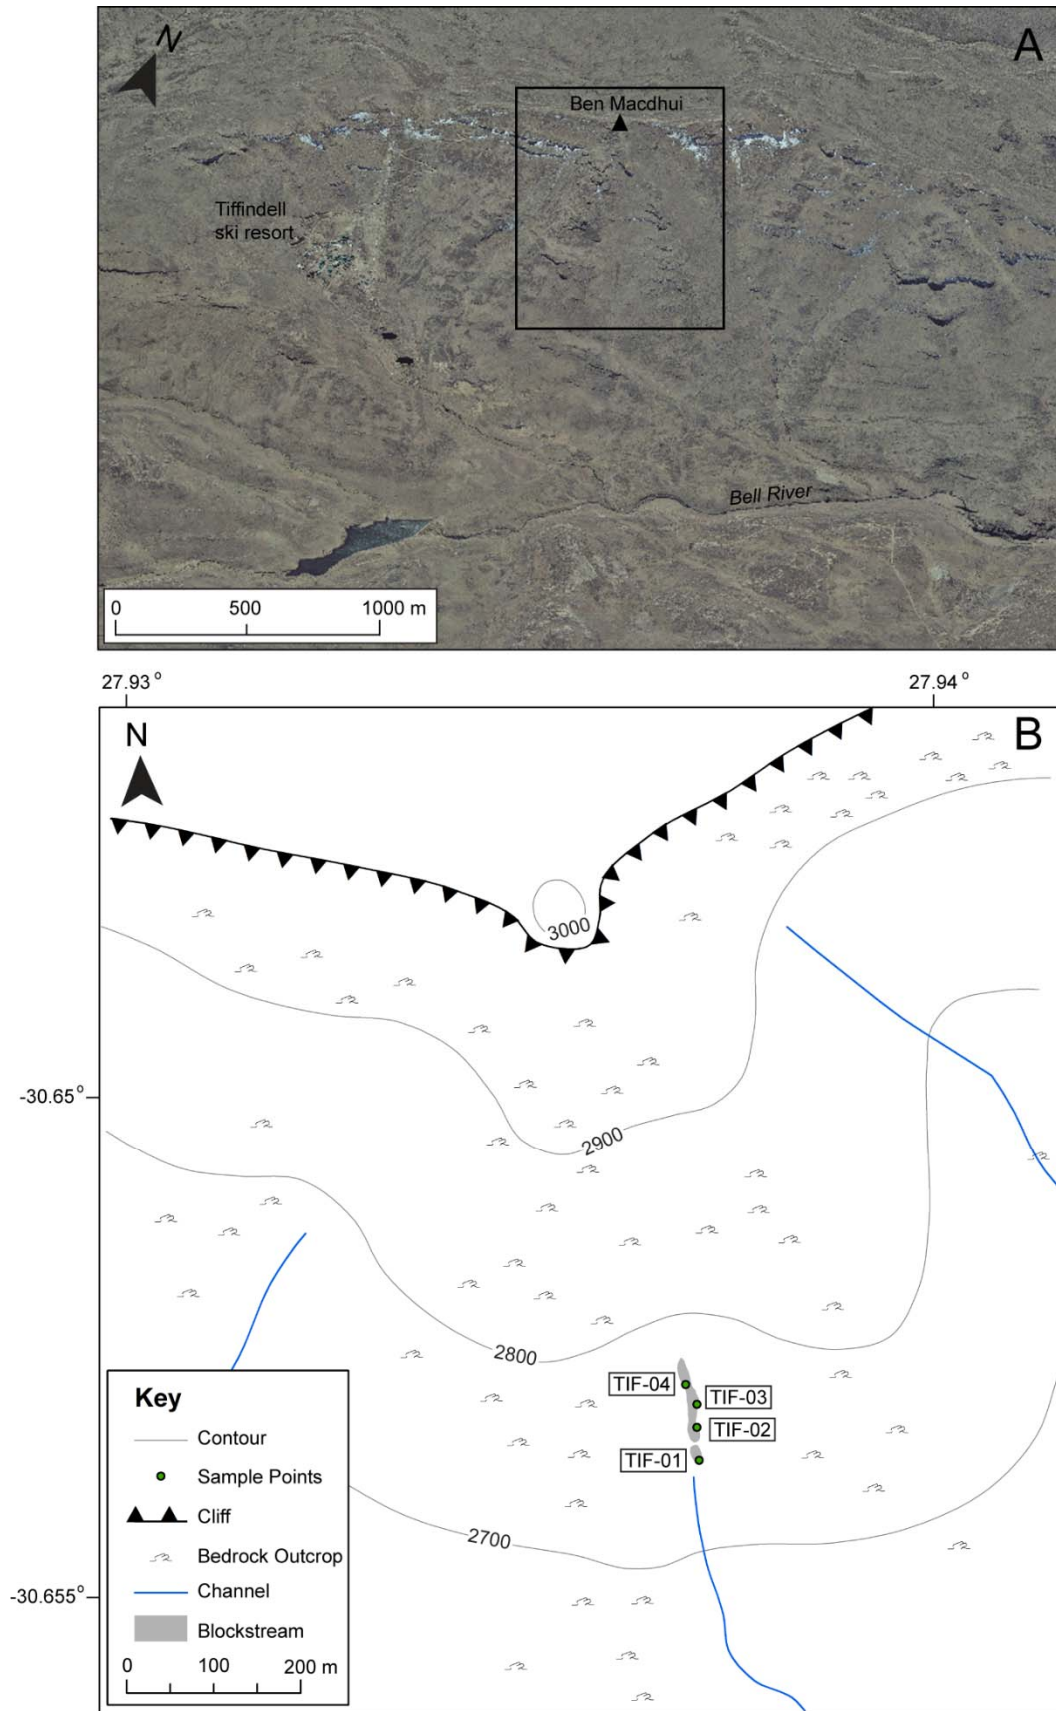 N
A
Ben Macdhui
Tiffindell
ski resort
Bell River
0 500 1000 m
27.93 °
27.94 °
N
B
3000
-30.65°
2900
2800
TIF-04
TIF-03
TIF-02
TIF-01
2700
-30.655°
Key
Contour
Sample Points
Cliff
Bedrock Outcrop
Channel
Blockstream
0 100 200 m